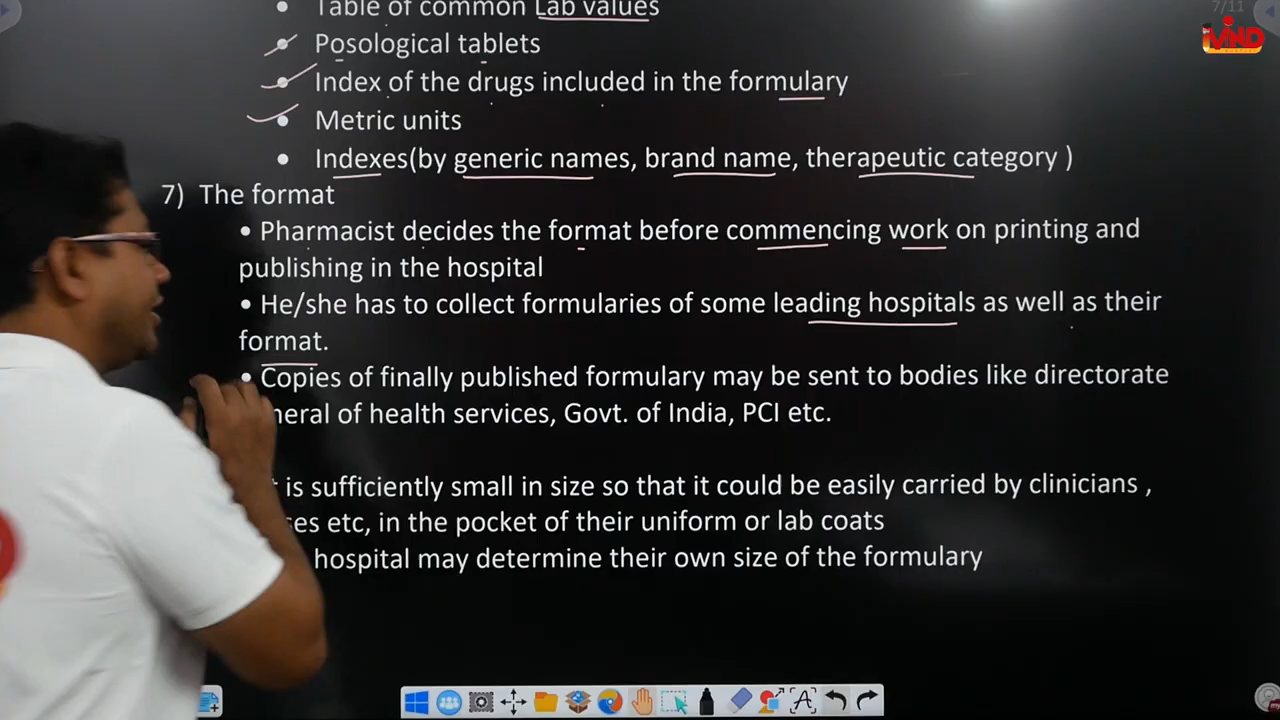 • Table of common Lab values
7/11
iMIND
• Posological tablets
• Index of the drugs included in the formulary
• Metric units
• Indexes(by generic names, brand name, therapeutic category )
7) The format
• Pharmacist decides the format before commencing work on printing and
publishing in the hospital
• He/she has to collect formularies of some leading hospitals as well as their
format.
• Copies of finally published formulary may be sent to bodies like directorate
of health services, Govt. of India, PCI etc.
is sufficiently small in size so that it could be easily carried by clinicians ,
etc, in the pocket of their uniform or lab coats
hospital may determine their own size of the formulary